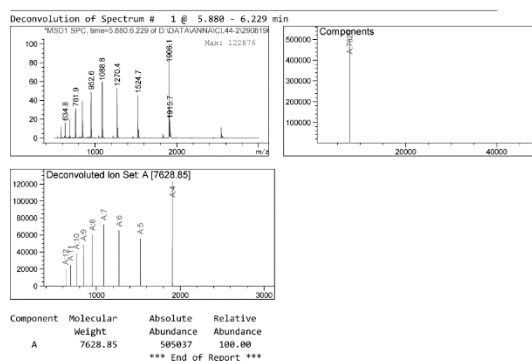 Deconvolution of Spectrum # 1 @ 5.880 - 6.229 min
*MSD1 SPC, time=5.880:6.229 of D:\DATA\ANNA\CL44-2\290819\
Max: 122876
100
80
60
40
20
0
634.8
761.9
952.6
1088.8
1270.4
1524.7
1906.1
1915.7
1000
2000
m/z
Components
500000
400000
300000
200000
100000
A:762
20000
40000
Deconvoluted Ion Set: A [7628.85]
120000
100000
80000
60000
40000
20000
0
A:12
A:11
A:10
A:9
A:8
A:7
A:6
A:5
A:4
1000
2000
3000
Component Molecular Absolute Relative
Weight Abundance Abundance
A 7628.85 505037 100.00
*** End of Report ***